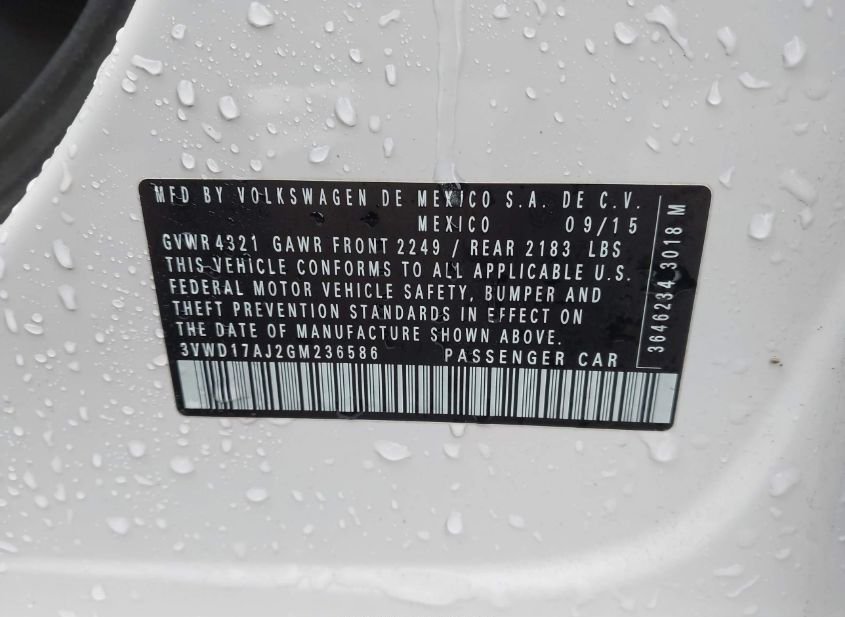 MFD BY VOLKSWAGEN DE MEXICO S.A. DE C.V.
MEXICO 09/15
GVWR 4321 GAWR FRONT 2249 / REAR 2183 LBS
THIS VEHICLE CONFORMS TO ALL APPLICABLE U.S.
FEDERAL MOTOR VEHICLE SAFETY, BUMPER AND
THEFT PREVENTION STANDARDS IN EFFECT ON
THE DATE OF MANUFACTURE SHOWN ABOVE.
3VWD17AJ2GM236586 PASSENGER CAR
3646234 3018 M